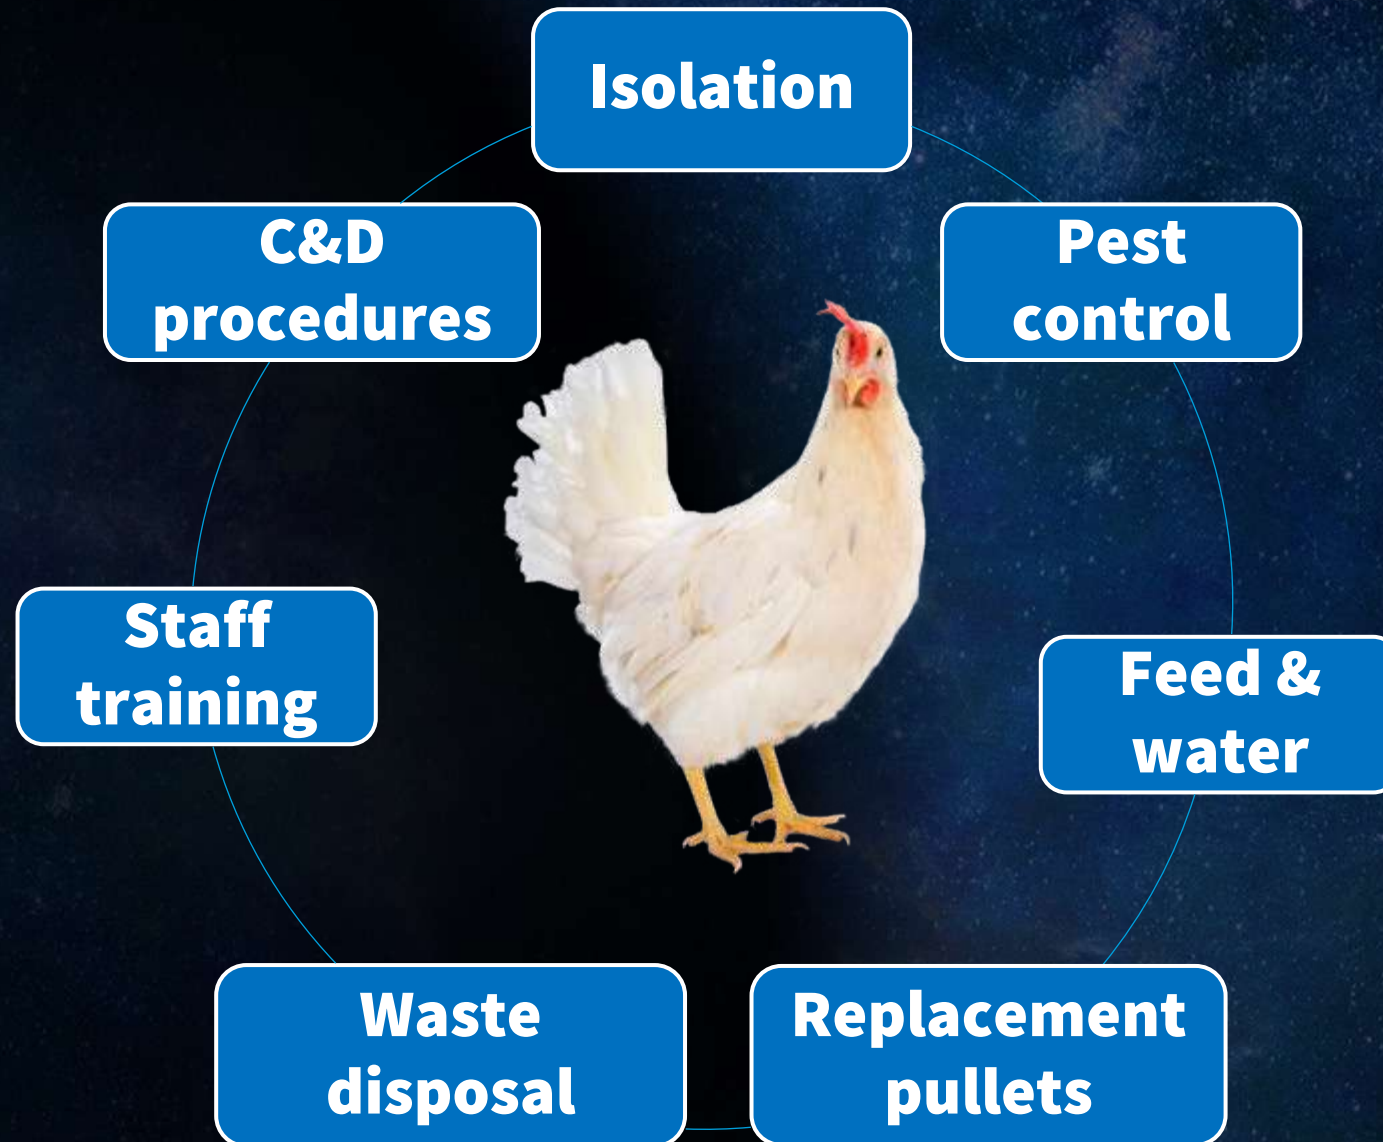 Isolation
Pest
control
Feed &
water
Replacement
pullets
Waste
disposal
Staff
training
C&D
procedures